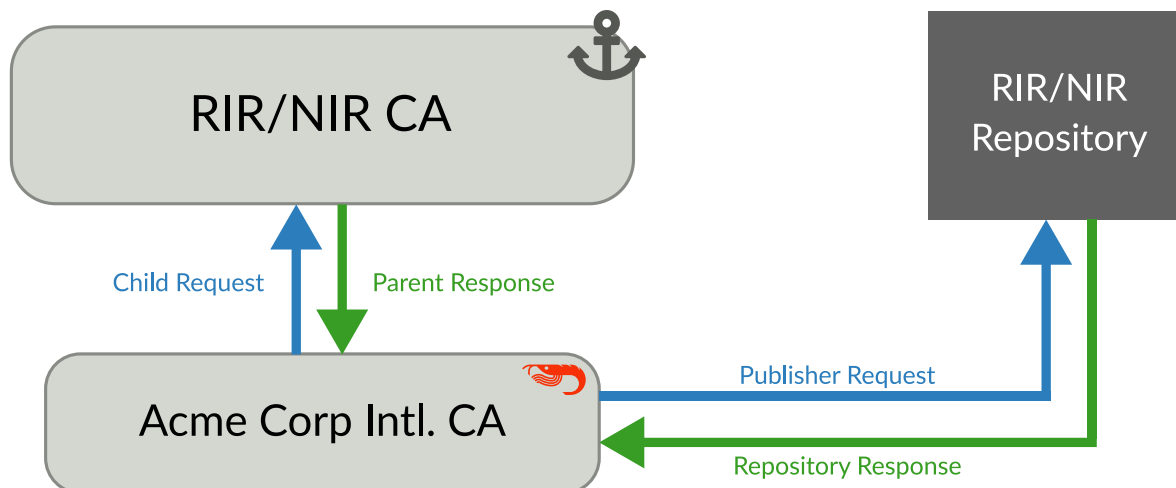 RIR/NIR CA
RIR/NIR
Repository
Child Request
Parent Response
Publisher Request
Acme Corp Intl. CA
Repository Response